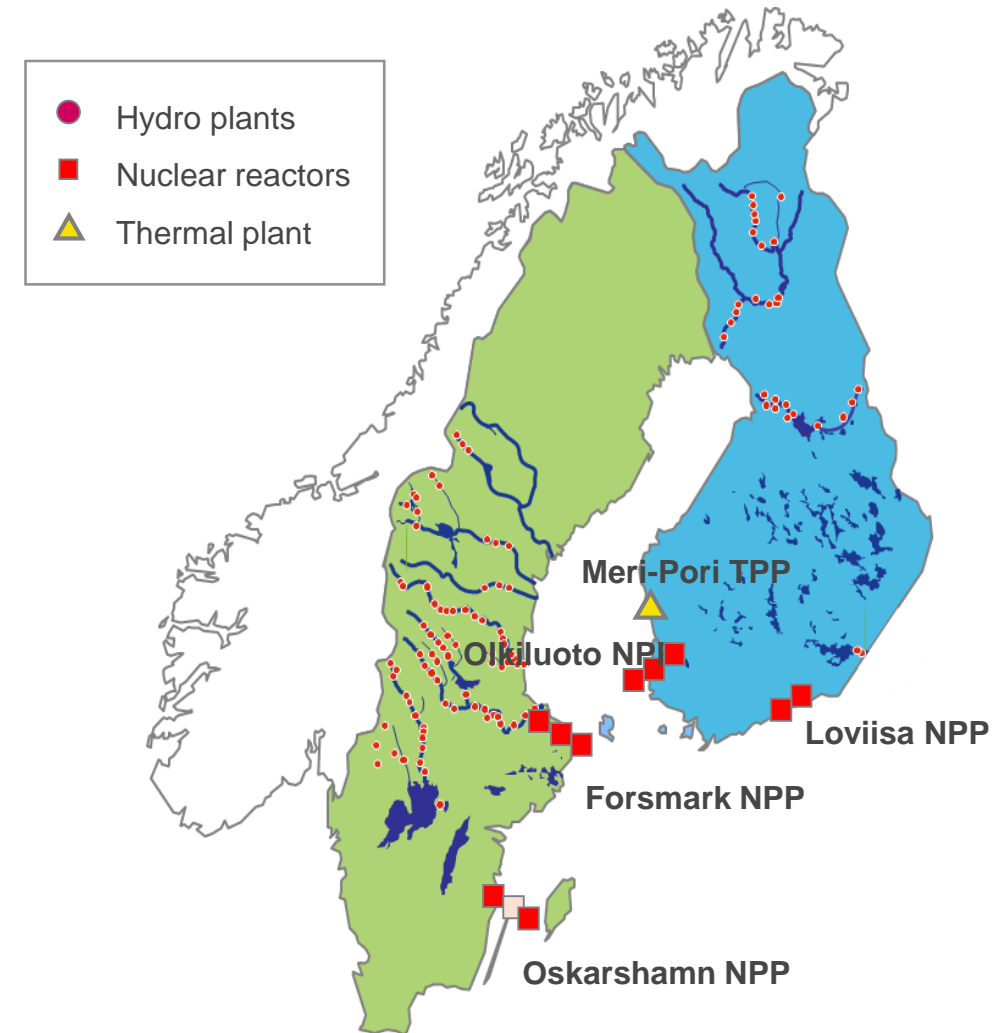 Hydro plants
Nuclear reactors
Thermal plant
Meri-Pori TPP
Olkiluoto NPP
Loviisa NPP
Forsmark NPP
Oskarshamn NPP